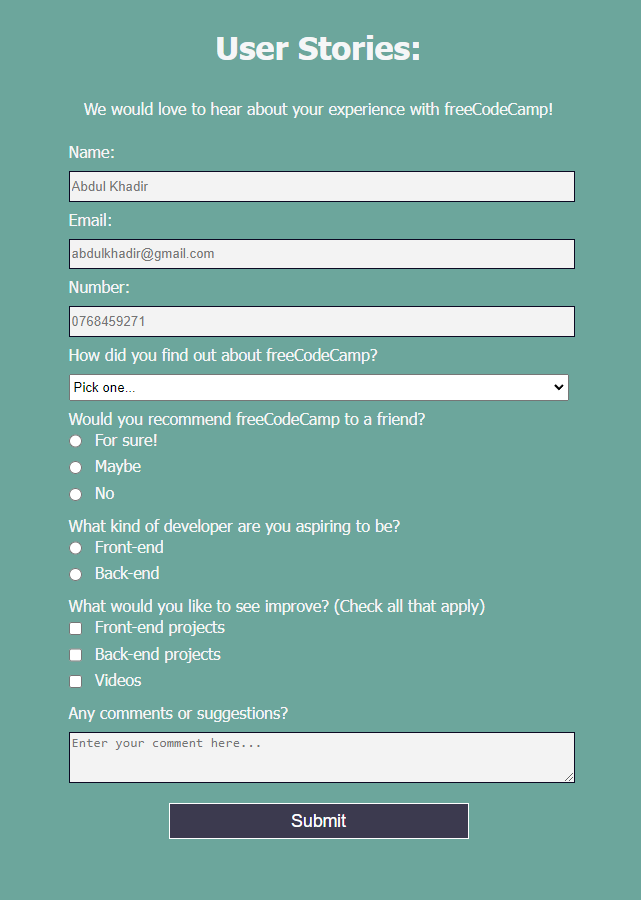 User Stories:
We would love to hear about your experience with freeCodeCamp!
Name:
Abdul Khadir
Email:
abdulkhadir@gmail.com
Number:
0768459271
How did you find out about freeCodeCamp?
Pick one...
Would you recommend freeCodeCamp to a friend?
For sure!
Maybe
No
What kind of developer are you aspiring to be?
Front-end
Back-end
What would you like to see improve? (Check all that apply)
Front-end projects
Back-end projects
Videos
Any comments or suggestions?
Enter your comment here...
Submit